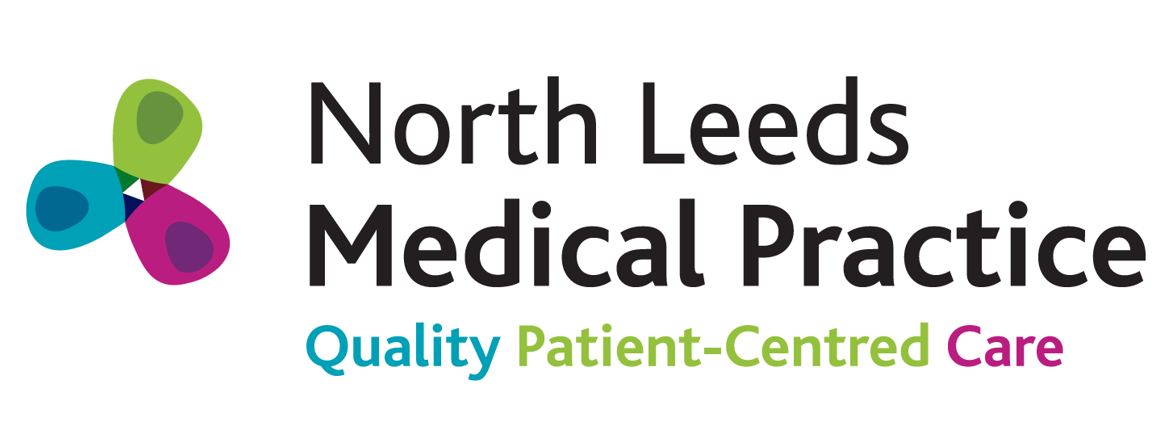 North Leeds
Medical Practice
Quality Patient-Centred Care